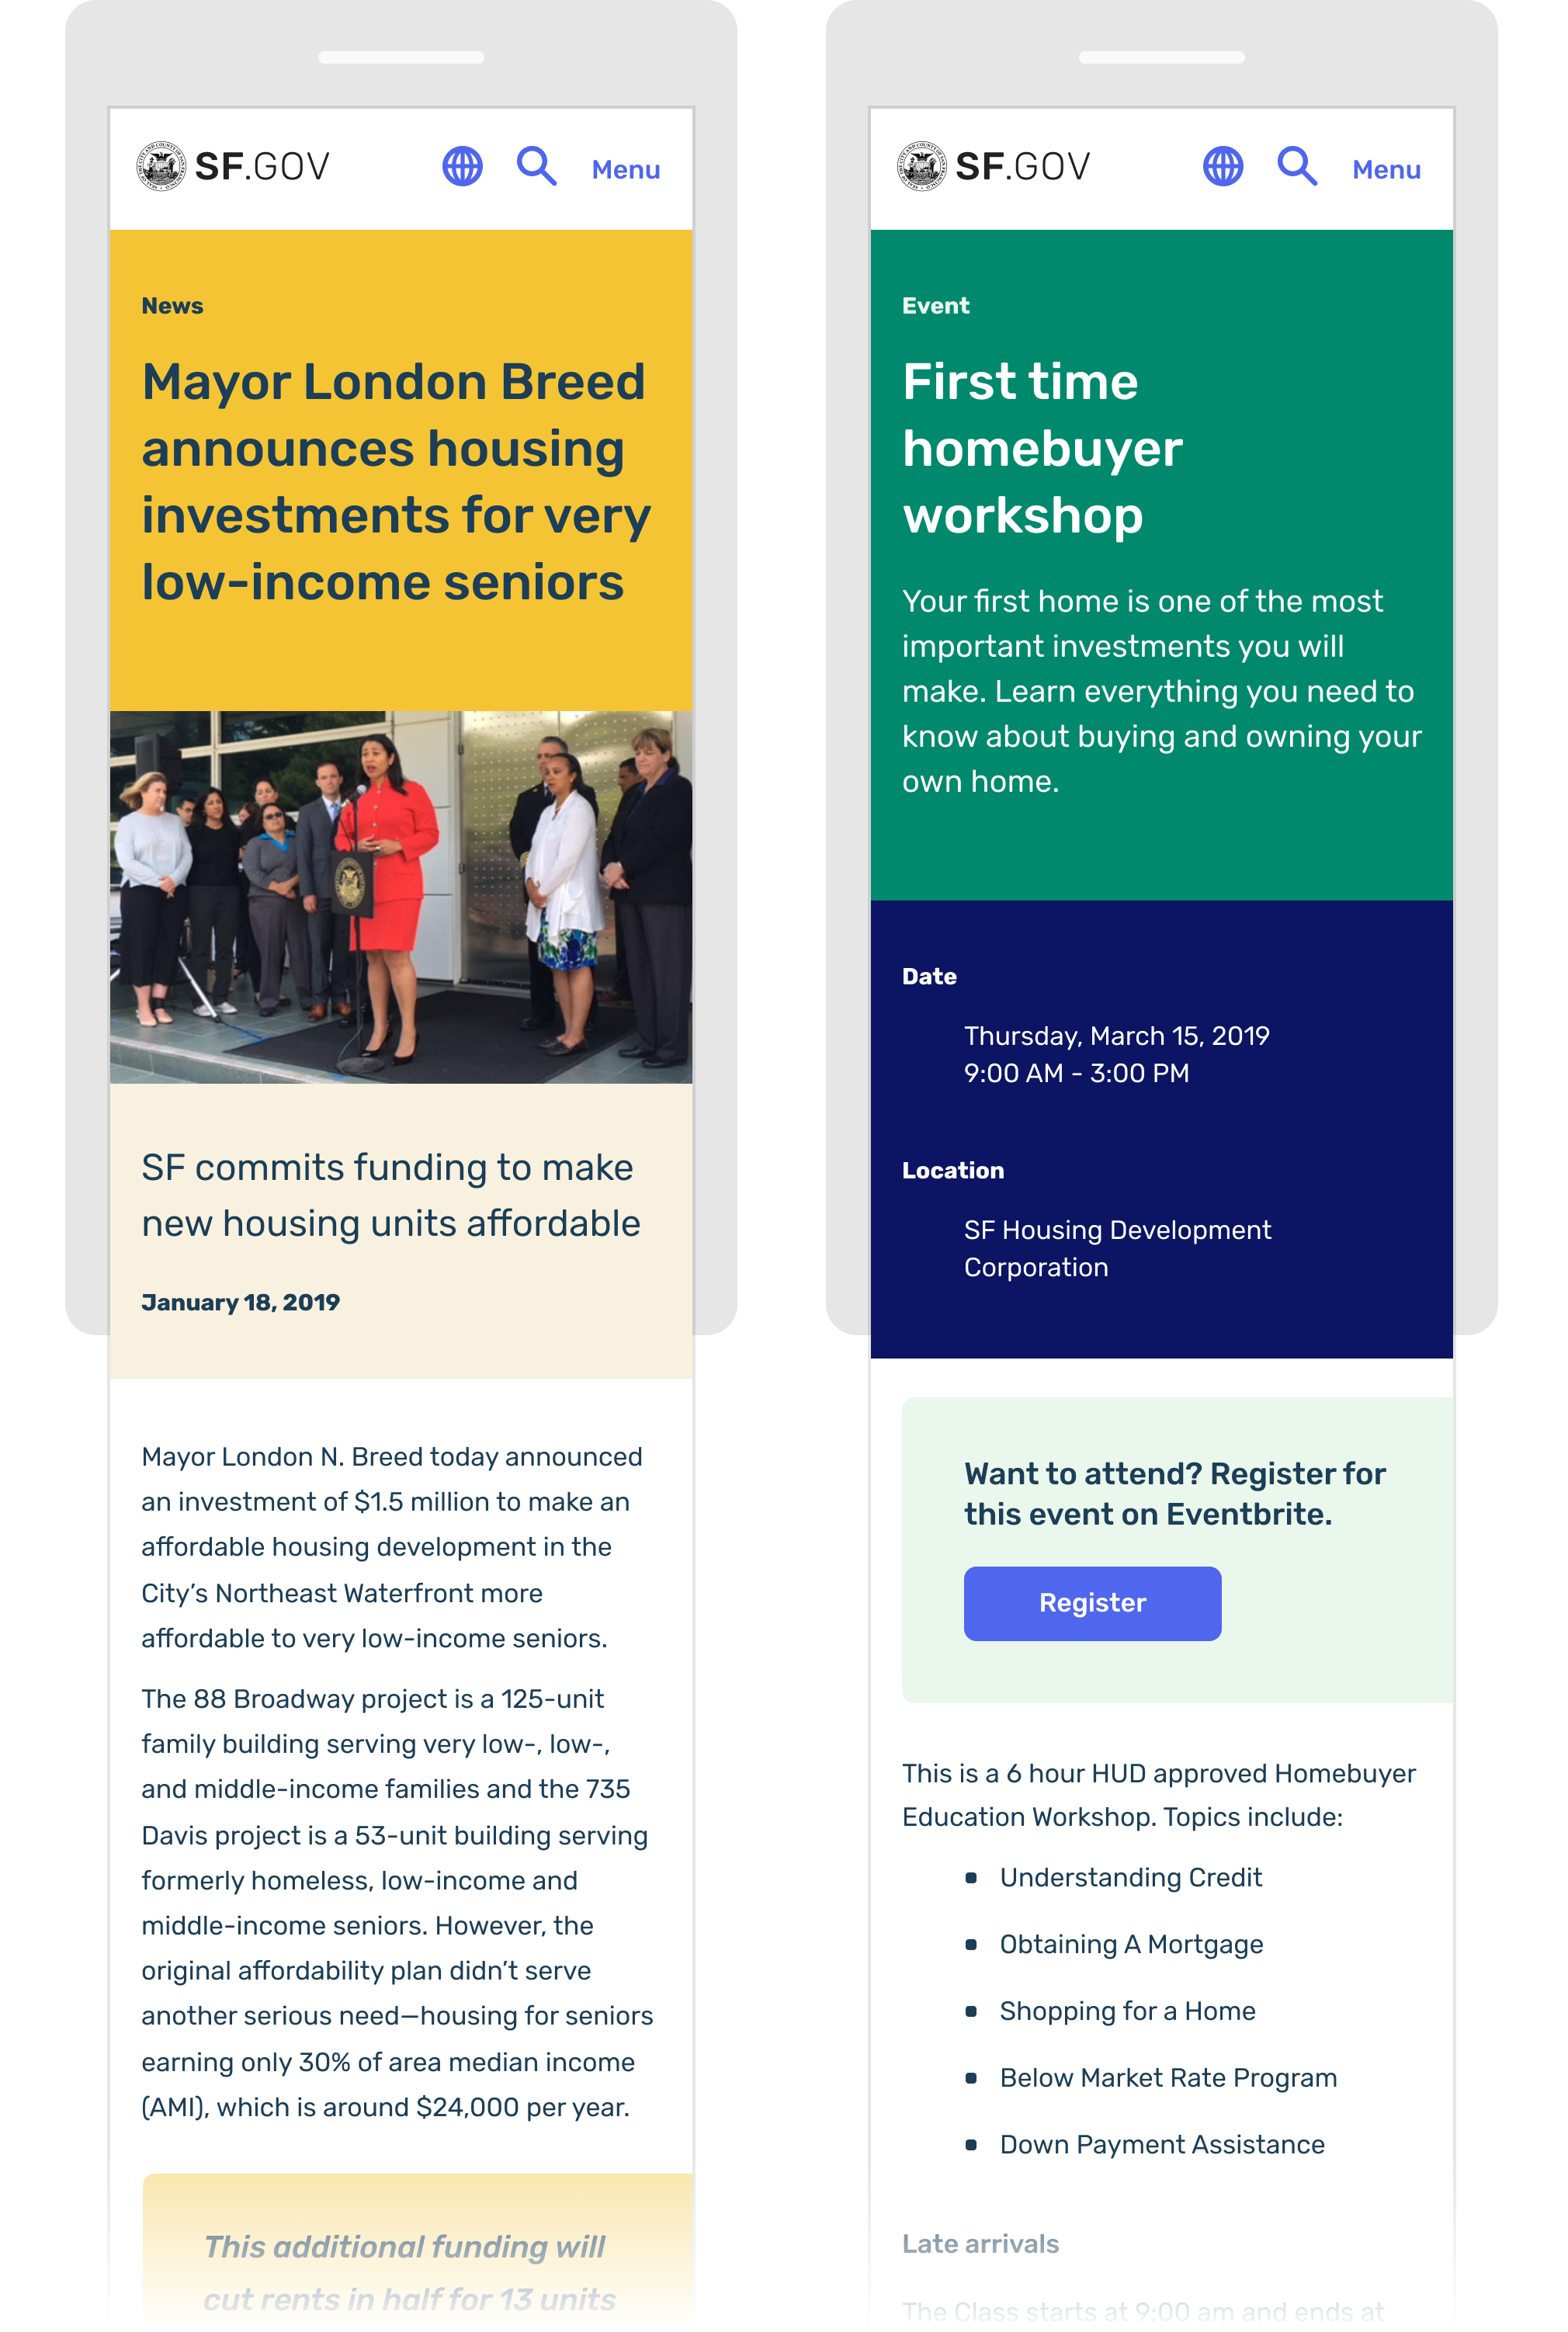 SF.GOV
Menu
News
Mayor London Breed
announces housing
investments for very
low-income seniors
SF commits funding to make
new housing units affordable
January 18, 2019
Mayor London N. Breed today announced
an investment of $1.5 million to make an
affordable housing development in the
City’s Northeast Waterfront more
affordable to very low-income seniors.
The 88 Broadway project is a 125-unit
family building serving very low-, low-,
and middle-income families and the 735
Davis project is a 53-unit building serving
formerly homeless, low-income and
middle-income seniors. However, the
original affordability plan didn’t serve
another serious need—housing for seniors
earning only 30% of area median income
(AMI), which is around $24,000 per year.
This additional funding will
cut rents in half for 13 units
SF.GOV
Menu
Event
First time
homebuyer
workshop
Your first home is one of the most
important investments you will
make. Learn everything you need to
know about buying and owning your
own home.
Date
Thursday, March 15, 2019
9:00 AM - 3:00 PM
Location
SF Housing Development
Corporation
Want to attend? Register for
this event on Eventbrite.
Register
This is a 6 hour HUD approved Homebuyer
Education Workshop. Topics include:
Understanding Credit
Obtaining A Mortgage
Shopping for a Home
Below Market Rate Program
Down Payment Assistance
Late arrivals
The Class starts at 9:00 am and ends at